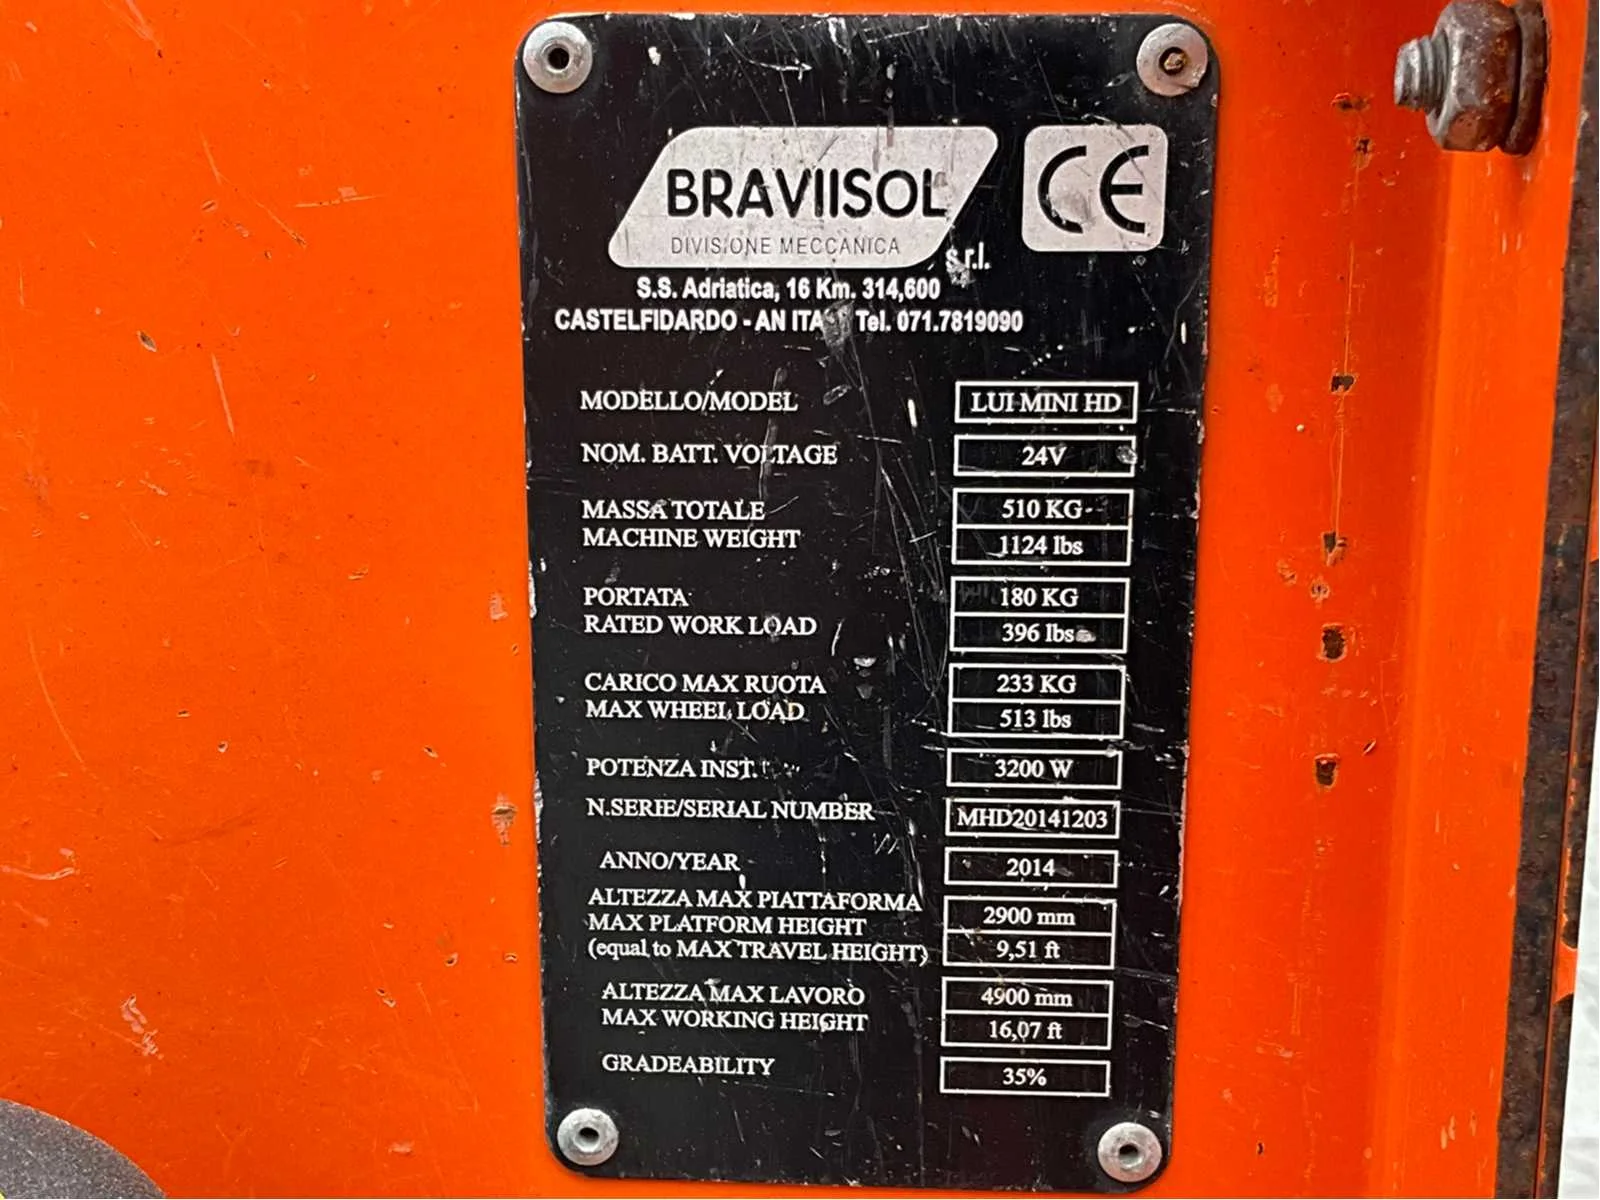 BRAVIISOL
DIVISIONE MECCANICA
s.r.l.
CE
S.S. Adriatica, 16 Km. 314,600
CASTELFIDARDO - AN Tel. 071.7819090
MODELLO/MODEL LUI MINI HD
NOM. BATT. VOLTAGE 24V
MASSA TOTALE 510 KG
MACHINE WEIGHT 1124 lbs
PORTATA 180 KG
RATED WORK LOAD 396 lbs
CARICO MAX RUOTA 233 KG
MAX WHEEL LOAD 513 lbs
POTENZA INST. 3200 W
N.SERIE/SERIAL NUMBER MHD20141203
ANNO/YEAR 2014
ALTEZZA MAX PIATTAFORMA 2900 mm
MAX PLATFORM HEIGHT
(equal to MAX TRAVEL HEIGHT) 9,51 ft
ALTEZZA MAX LAVORO 4900 mm
MAX WORKING HEIGHT 16,07 ft
GRADEABILITY 35%